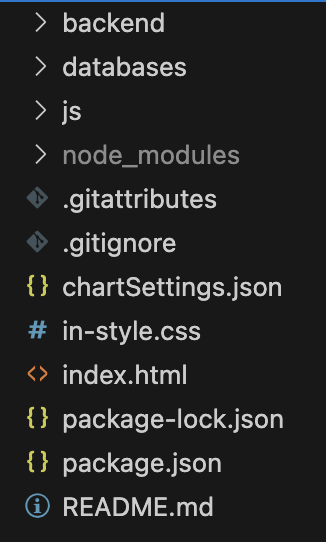 backend
databases
js
node_modules
.gitattributes
.gitignore
chartSettings.json
in-style.css
index.html
package-lock.json
package.json
README.md